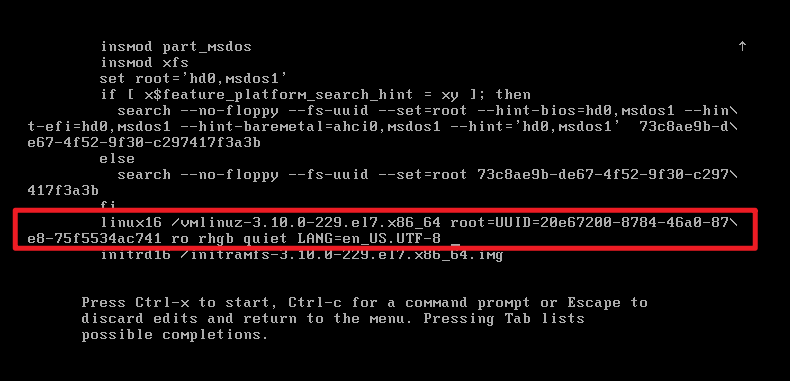 insmod part_msdos
insmod xfs
set root='hd0,msdos1'
if [ x$feature_platform_search_hint = xy ]; then
search --no-floppy --fs-uuid --set=root --hint-bios=hd0,msdos1 --hin\
t-efi=hd0,msdos1 --hint-baremetal=ahci0,msdos1 --hint='hd0,msdos1'  73c8ae9b-d\
e67-4f52-9f30-c297417f3a3b
else
search --no-floppy --fs-uuid --set=root 73c8ae9b-de67-4f52-9f30-c297\
417f3a3b
fi
linux16 /vmlinuz-3.10.0-229.el7.x86_64 root=UUID=20e67200-8784-46a0-87\
e8-75f5534ac741 ro rhgb quiet LANG=en_US.UTF-8 _
initrd16 /initramfs-3.10.0-229.el7.x86_64.img
Press Ctrl-x to start, Ctrl-c for a command prompt or Escape to
discard edits and return to the menu. Pressing Tab lists
possible completions.